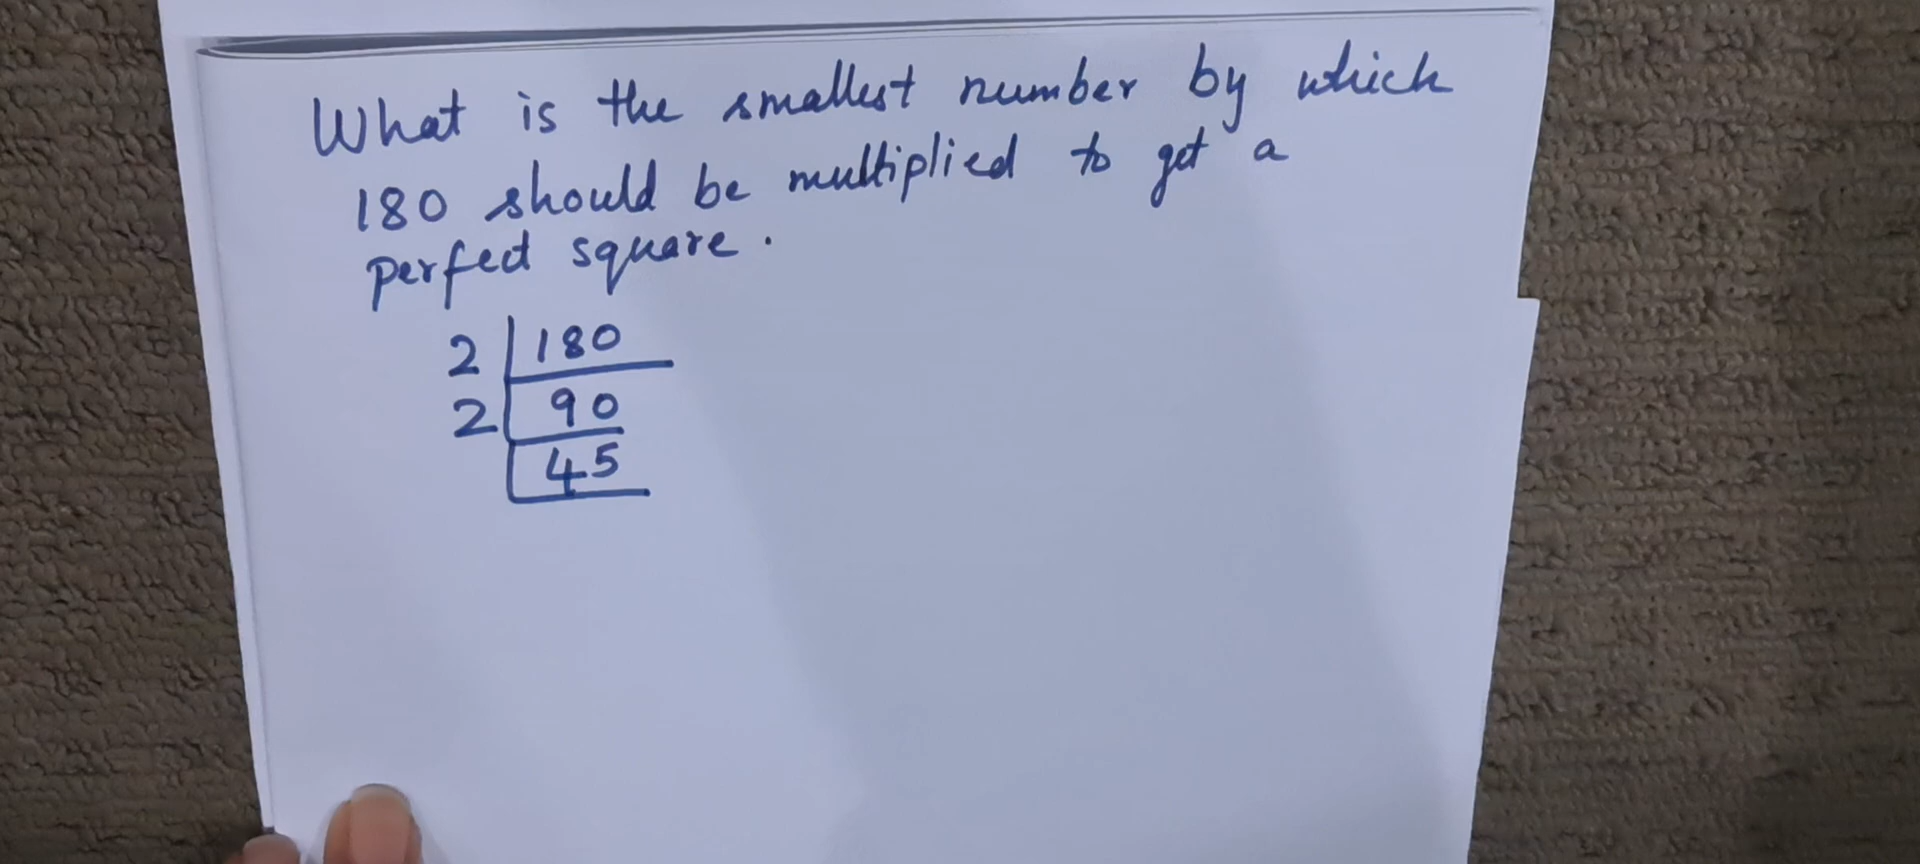 What is the smallest number by which
180 should be multiplied to get a
perfect square.
2 | 180
2 | 90
| 45